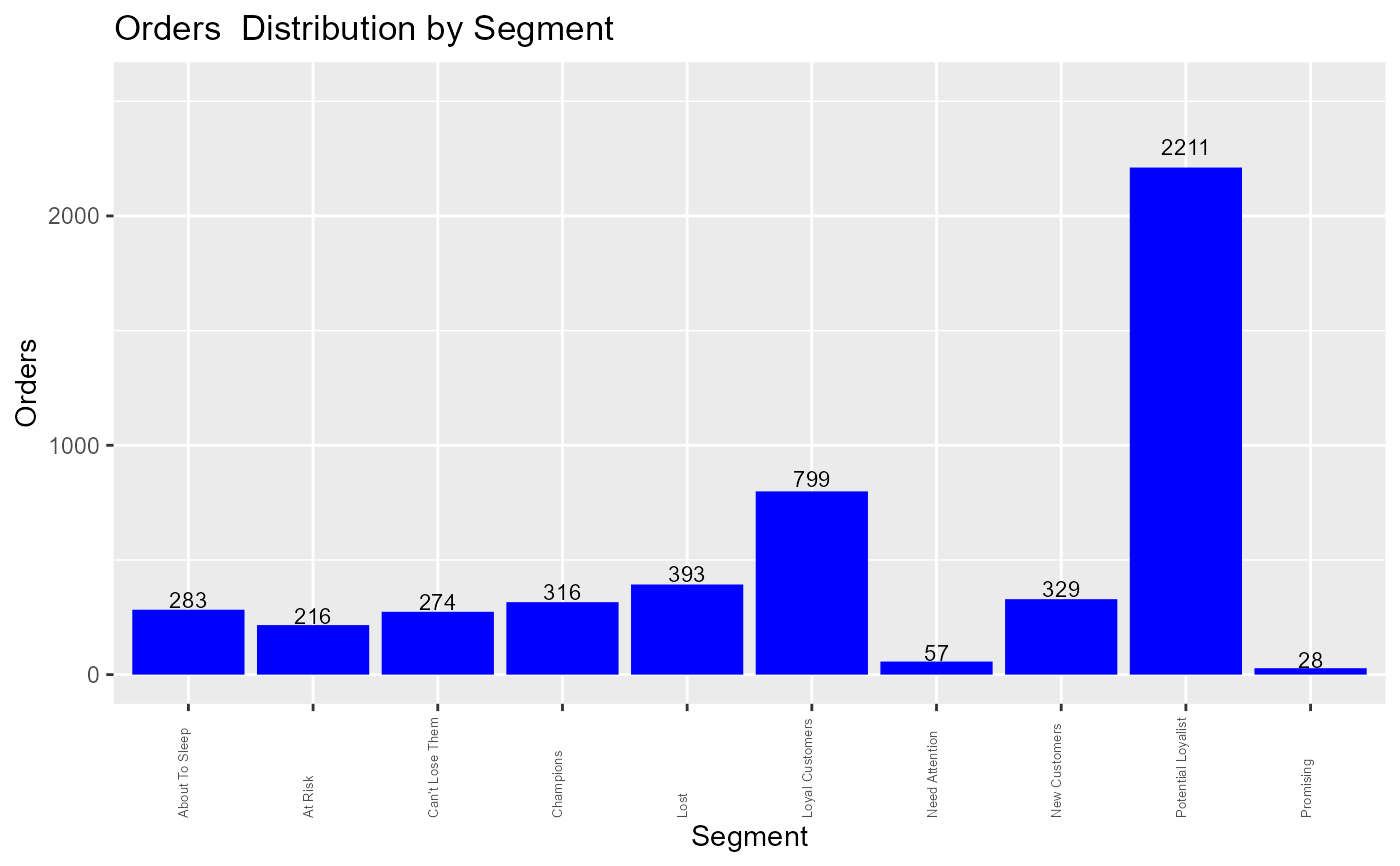 Orders  Distribution by Segment
Orders
2000
1000
0
283
216
274
316
393
799
57
329
2211
28
About To Sleep
At Risk
Can't Lose Them
Champions
Lost
Loyal Customers
Need Attention
New Customers
Potential Loyalist
Promising
Segment